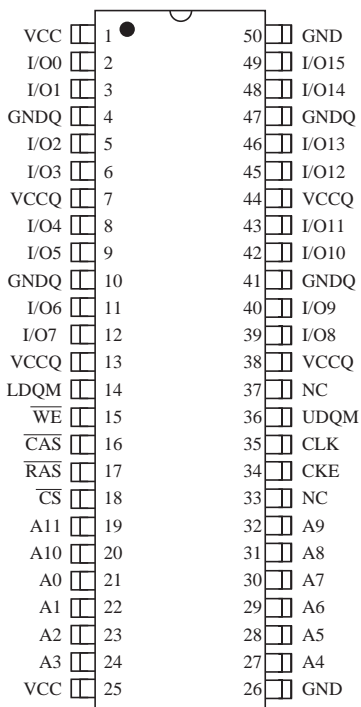 VCC 1 50 GND
I/O0 2 49 I/O15
I/O1 3 48 I/O14
GNDQ 4 47 GNDQ
I/O2 5 46 I/O13
I/O3 6 45 I/O12
VCCQ 7 44 VCCQ
I/O4 8 43 I/O11
I/O5 9 42 I/O10
GNDQ 10 41 GNDQ
I/O6 11 40 I/O9
I/O7 12 39 I/O8
VCCQ 13 38 VCCQ
LDQM 14 37 NC
W̅E̅ 15 36 UDQM
C̅A̅S̅ 16 35 CLK
R̅A̅S̅ 17 34 CKE
C̅S̅ 18 33 NC
A11 19 32 A9
A10 20 31 A8
A0 21 30 A7
A1 22 29 A6
A2 23 28 A5
A3 24 27 A4
VCC 25 26 GND